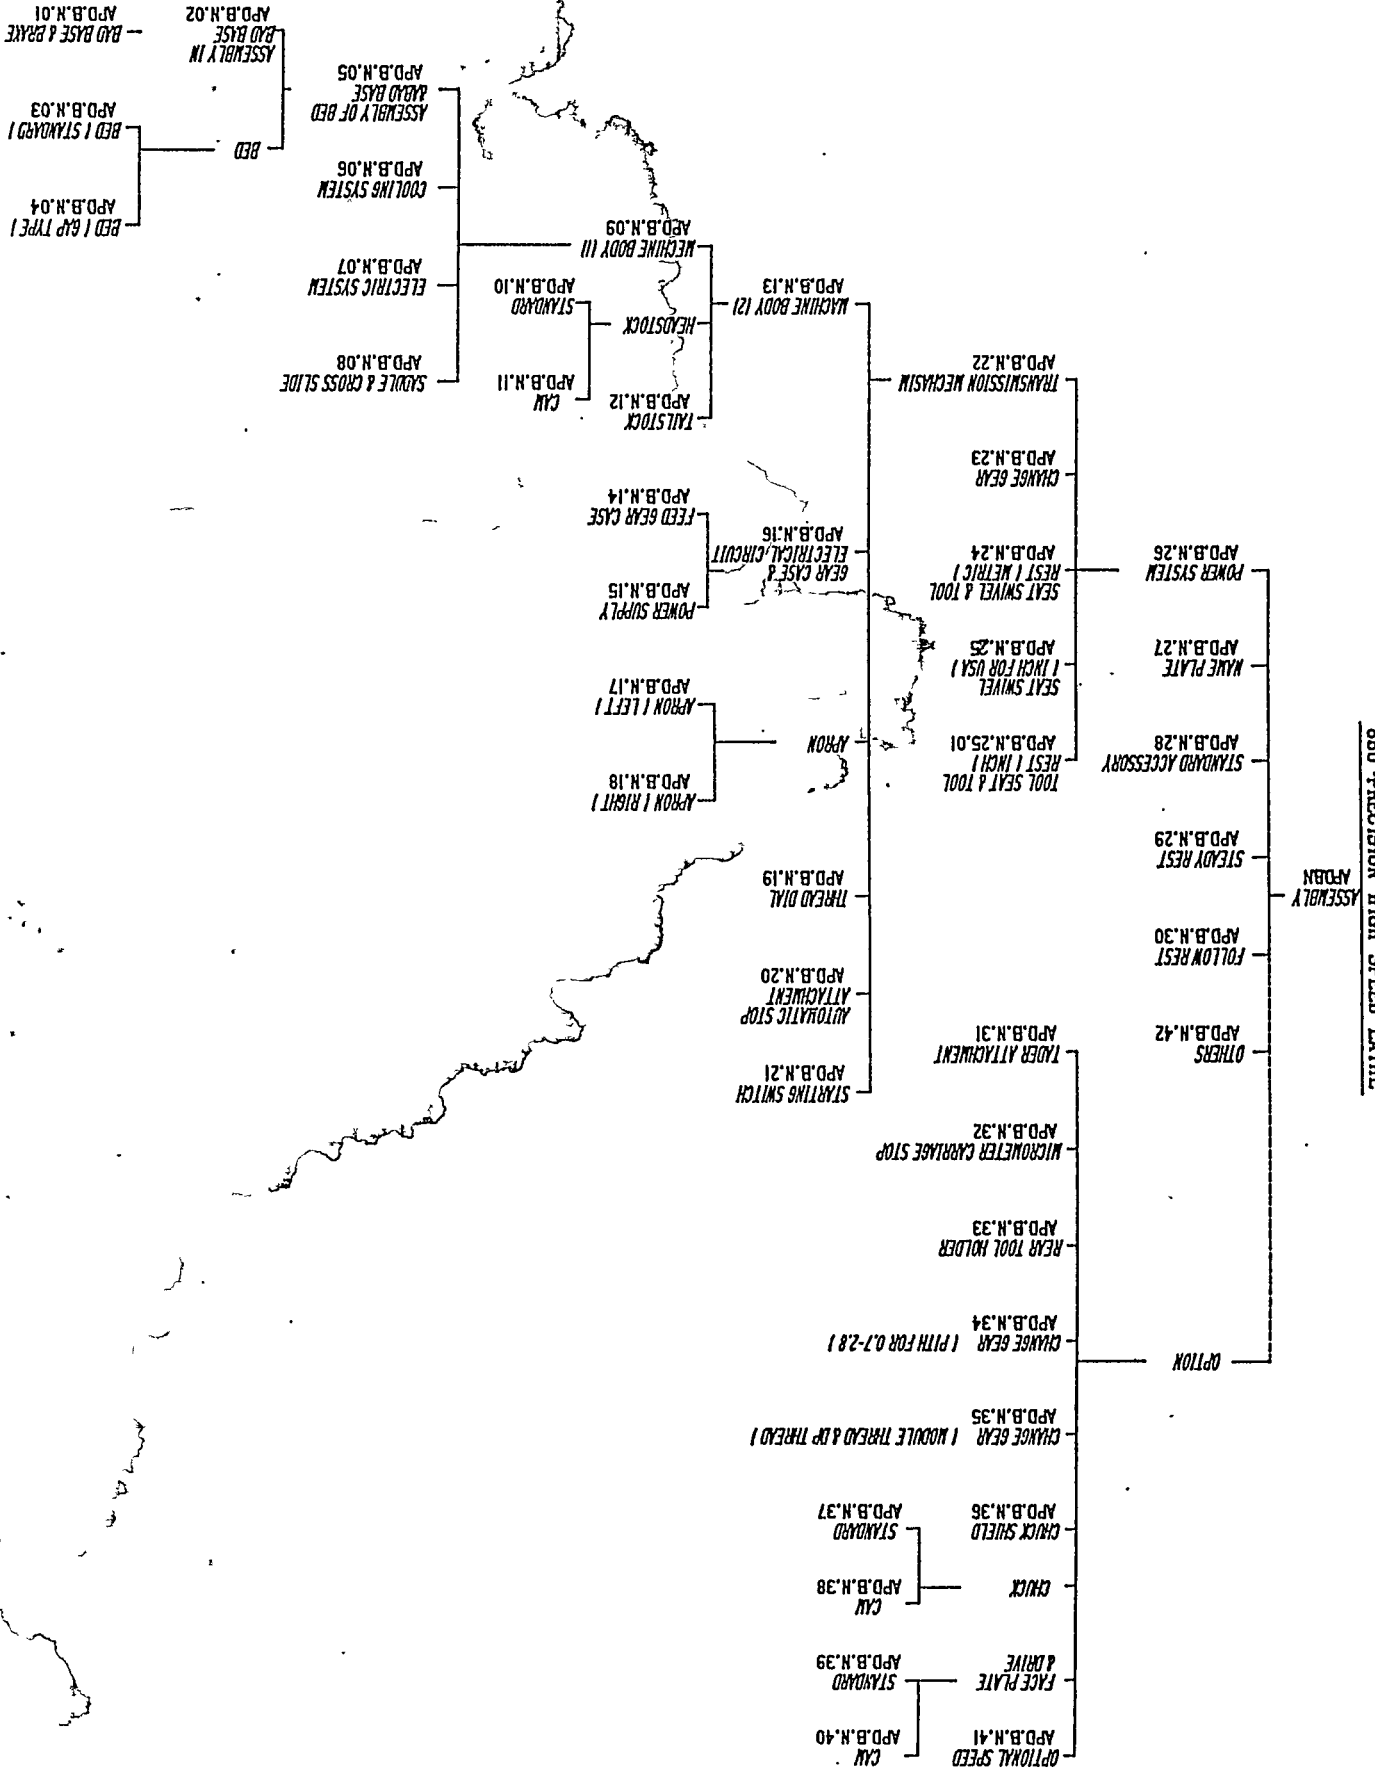 PRECISION HIGH SPEED LATHE
ASSEMBLY
APD.B.N
OPTION
OTHERS
APD.B.N.42
FOLLOW REST
APD.B.N.30
STEADY REST
APD.B.N.29
STANDARD ACCESSORY
APD.B.N.28
NAME PLATE
APD.B.N.27
POWER SYSTEM
APD.B.N.26
OPTIONAL SPEED
APD.B.N.41
FACE PLATE
& DRIVE
CAM
APD.B.N.40
STANDARD
APD.B.N.39
CHUCK
CAM
APD.B.N.38
STANDARD
APD.B.N.37
CHUCK SHIELD
APD.B.N.36
CHANGE GEAR ( MODULE THREAD & DP THREAD )
APD.B.N.35
CHANGE GEAR ( PITH FOR 0.7-2.8 )
APD.B.N.34
REAR TOOL HOLDER
APD.B.N.33
MICROMETER CARRIAGE STOP
APD.B.N.32
TADER ATTACHMENT
APD.B.N.31
TOOL SEAT & TOOL
REST ( INCH )
APD.B.N.25.01
SEAT SWIVEL
( INCH FOR USA )
APD.B.N.25
SEAT SWIVEL & TOOL
REST ( METRIC )
APD.B.N.24
CHANGE GEAR
APD.B.N.23
TRANSMISSION MECHASIM
APD.B.N.22
STARTING SWITCH
APD.B.N.21
AUTOMATIC STOP
ATTACHMENT
APD.B.N.20
THREAD DIAL
APD.B.N.19
APRON
APRON ( RIGHT )
APD.B.N.18
APRON ( LEFT )
APD.B.N.17
GEAR CASE &
ELECTRICAL CIRCUIT
APD.B.N.16
POWER SUPPLY
APD.B.N.15
FEED GEAR CASE
APD.B.N.14
MACHINE BODY (2)
APD.B.N.13
TAILSTOCK
APD.B.N.12
HEADSTOCK
CAM
APD.B.N.11
STANDARD
APD.B.N.10
MECHINE BODY (1)
APD.B.N.09
SADDLE & CROSS SLIDE
APD.B.N.08
ELECTRIC SYSTEM
APD.B.N.07
COOLING SYSTEM
APD.B.N.06
ASSEMBLY OF BED
&ABAD BASE
APD.B.N.05
BED
BED ( GAP TYPE )
APD.B.N.04
BED ( STANDARD )
APD.B.N.03
ASSEMBLY IN
BAD BASE
APD.B.N.02
BAD BASE & BRAKE
APD.B.N.01